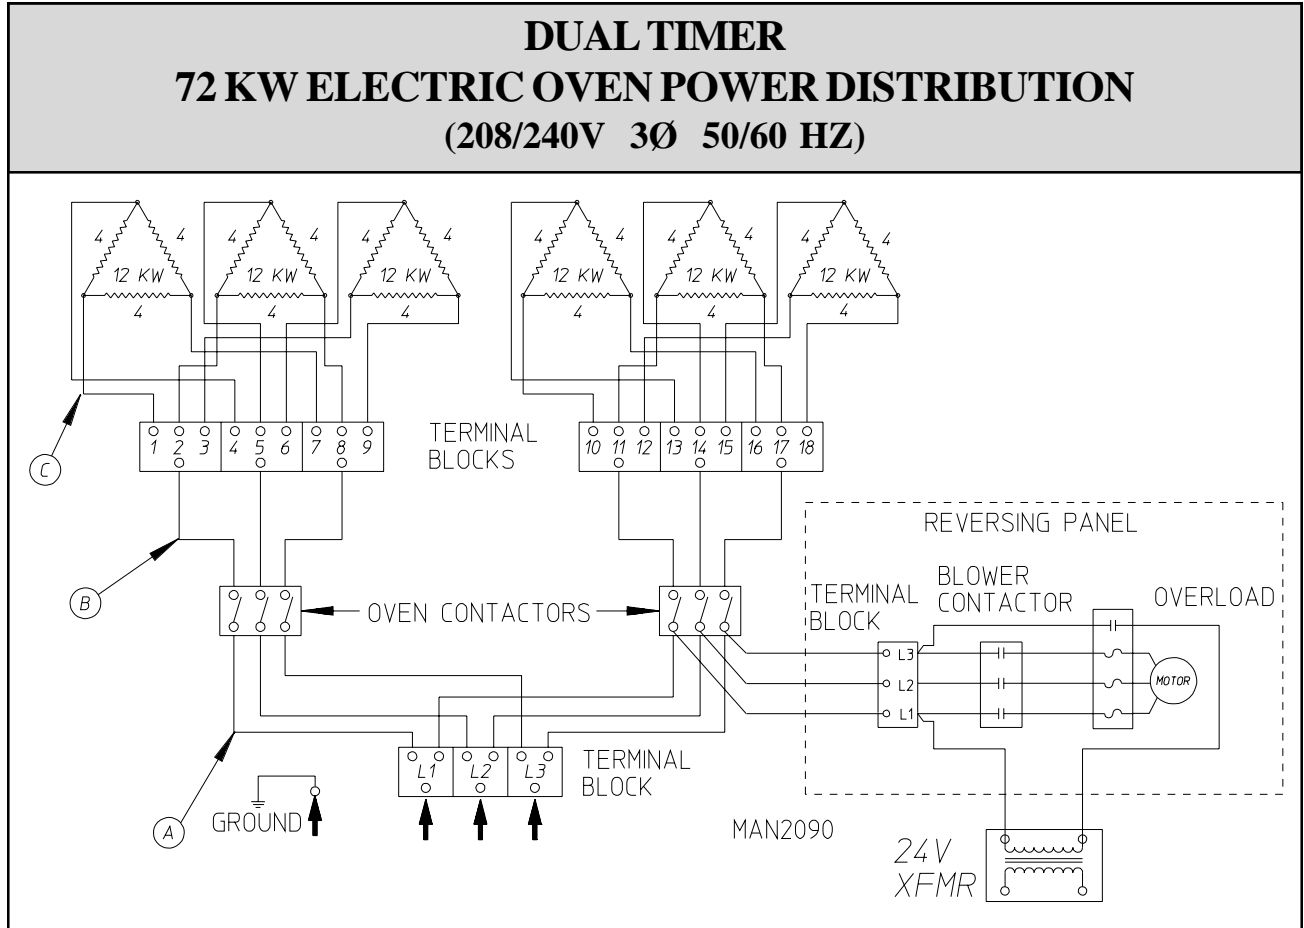 DUAL TIMER
72 KW ELECTRIC OVEN POWER DISTRIBUTION
(208/240V 3Ø 50/60 HZ)
4 4 4 4 4 4 4 4 4 4 4 4
12 KW 12 KW 12 KW 12 KW 12 KW 12 KW
4 4 4 4 4 4
TERMINAL
BLOCKS
1 2 3 4 5 6 7 8 9
10 11 12 13 14 15 16 17 18
C
REVERSING PANEL
B
OVEN CONTACTORS
TERMINAL
BLOCK
BLOWER
CONTACTOR
OVERLOAD
L3
L2
L1
MOTOR
A
L1 L2 L3
TERMINAL
BLOCK
GROUND
MAN2090
24V
XFMR